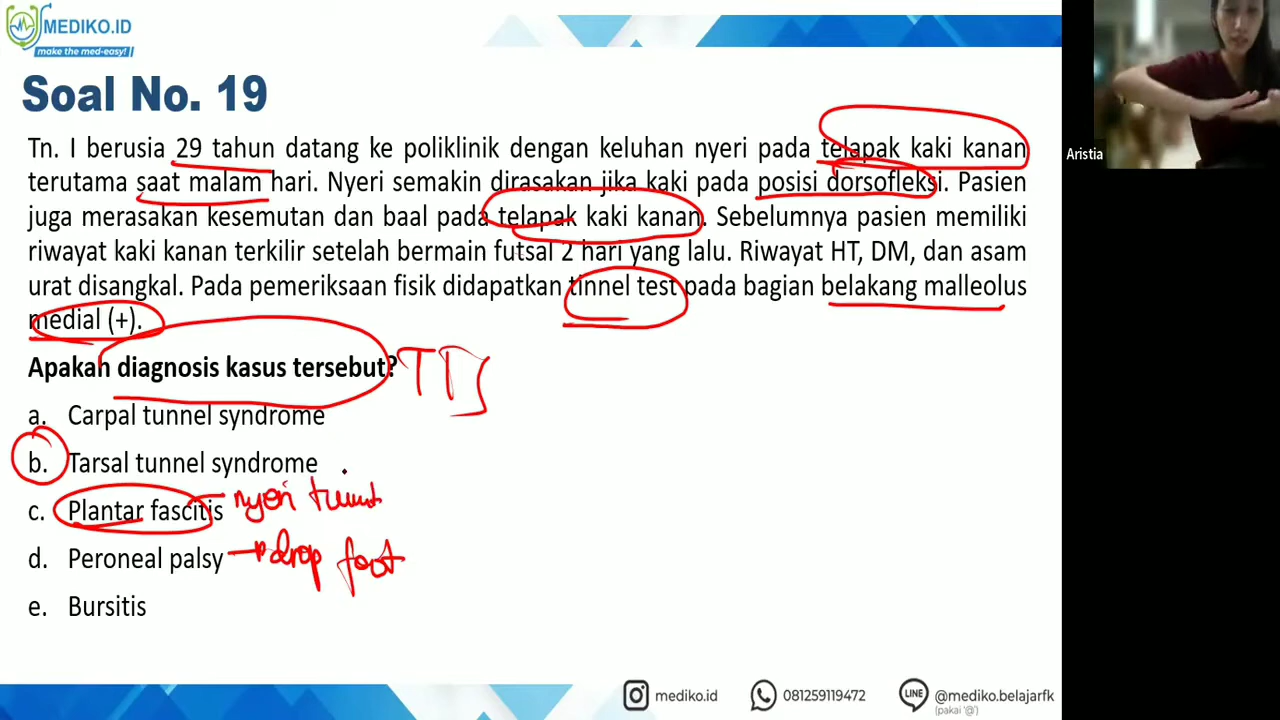 MEDIKO.ID
make the med-easy!
Soal No. 19
Tn. I berusia 29 tahun datang ke poliklinik dengan keluhan nyeri pada telapak kaki kanan
terutama saat malam hari. Nyeri semakin dirasakan jika kaki pada posisi dorsofleksi. Pasien
juga merasakan kesemutan dan baal pada telapak kaki kanan. Sebelumnya pasien memiliki
riwayat kaki kanan terkilir setelah bermain futsal 2 hari yang lalu. Riwayat HT, DM, dan asam
urat disangkal. Pada pemeriksaan fisik didapatkan tinnel test pada bagian belakang malleolus
medial (+).
Apakah diagnosis kasus tersebut?
a. Carpal tunnel syndrome
b. Tarsal tunnel syndrome
c. Plantar fascitis nyeri
d. Peroneal palsy drop foot
e. Bursitis
Aristia
mediko.id
081259119472
LINE
@mediko.belajarfk
(pakai '@')